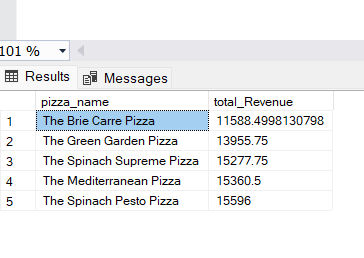 101 %
Results Messages
pizza_name total_Revenue
1 The Brie Carre Pizza 11588.4998130798
2 The Green Garden Pizza 13955.75
3 The Spinach Supreme Pizza 15277.75
4 The Mediterranean Pizza 15360.5
5 The Spinach Pesto Pizza 15596